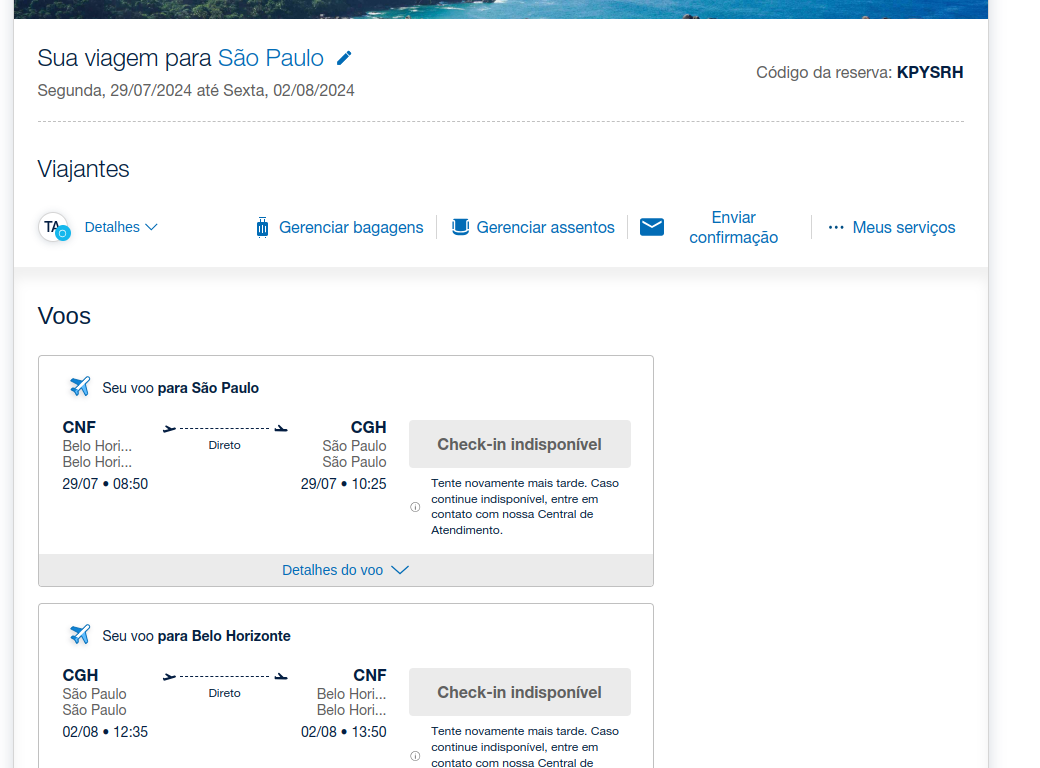 Sua viagem para São Paulo
Segunda, 29/07/2024 até Sexta, 02/08/2024
Código da reserva: KPYSRH
Viajantes
TA
Detalhes
Gerenciar bagagens
Gerenciar assentos
Enviar
confirmação
Meus serviços
Voos
Seu voo para São Paulo
CNF
Belo Hori...
Belo Hori...
29/07 • 08:50
Direto
CGH
São Paulo
São Paulo
29/07 • 10:25
Check-in indisponível
Tente novamente mais tarde. Caso
continue indisponível, entre em
contato com nossa Central de
Atendimento.
Detalhes do voo
Seu voo para Belo Horizonte
CGH
São Paulo
São Paulo
02/08 • 12:35
Direto
CNF
Belo Hori...
Belo Hori...
02/08 • 13:50
Check-in indisponível
Tente novamente mais tarde. Caso
continue indisponível, entre em
contato com nossa Central de